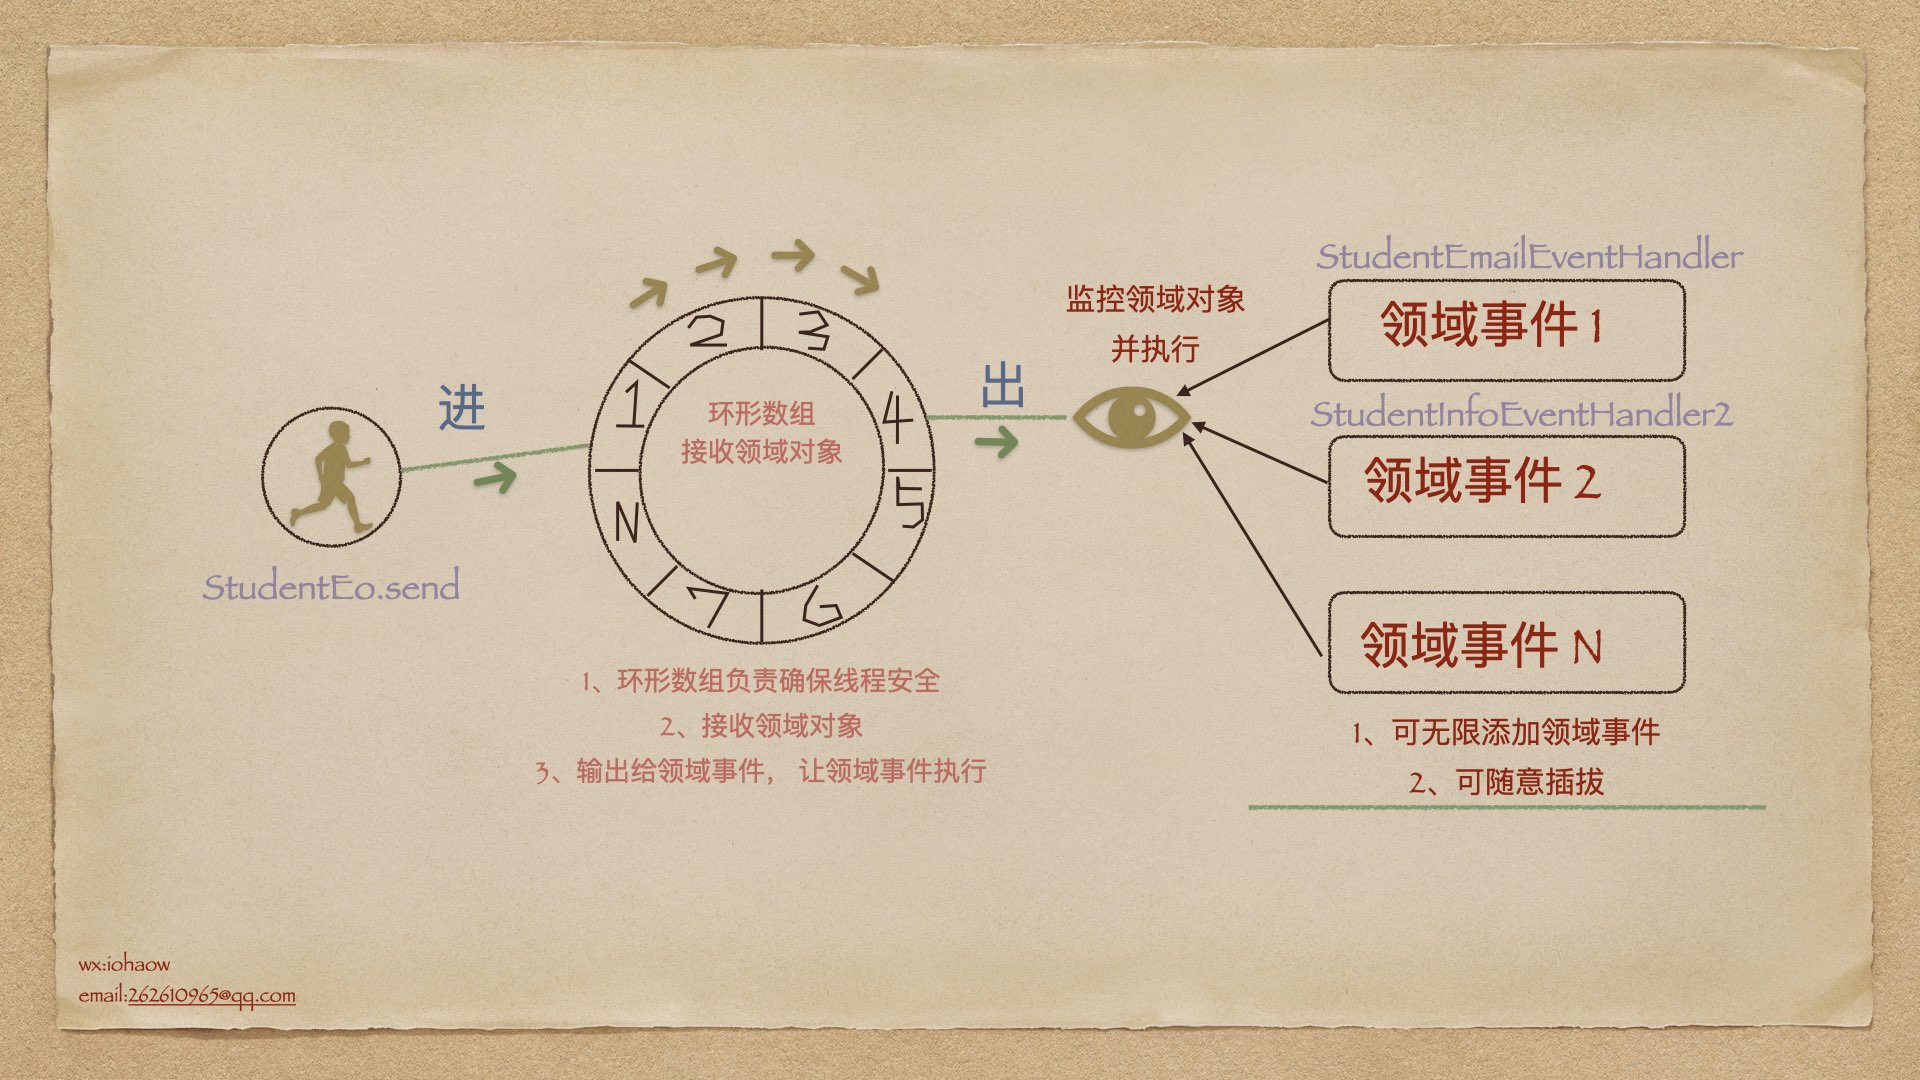 StudentEo.send
进
1
2
3
4
5
6
7
N
环形数组
接收领域对象
1、环形数组负责确保线程安全
2、接收领域对象
3、输出给领域事件， 让领域事件执行
出
监控领域对象
并执行
StudentEmailEventHandler
领域事件 1
StudentInfoEventHandler2
领域事件 2
领域事件 N
1、可无限添加领域事件
2、可随意插拔
wx:iohaow
email:262610965@qq.com